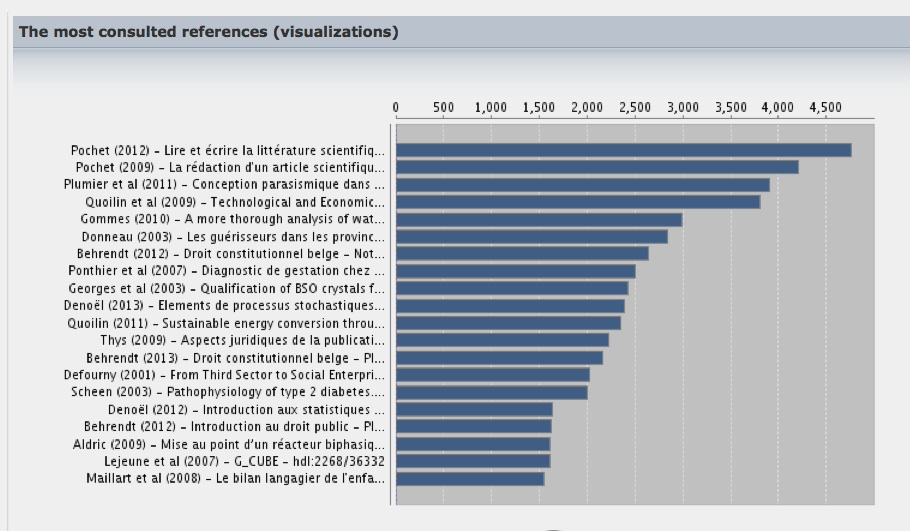 The most consulted references (visualizations)
0 500 1,000 1,500 2,000 2,500 3,000 3,500 4,000 4,500
Pochet (2012) – Lire et écrire la littérature scientifiq...
Pochet (2009) – La rédaction d'un article scientifiqu...
Plumier et al (2011) – Conception parasismique dans ...
Quoilin et al (2009) – Technological and Economic...
Gommes (2010) – A more thorough analysis of wat...
Donneau (2003) – Les guérisseurs dans les provinc...
Behrendt (2012) – Droit constitutionnel belge – Not...
Ponthier et al (2007) – Diagnostic de gestation chez ...
Georges et al (2003) – Qualification of BSO crystals f...
Denoël (2013) – Elements de processus stochastiques...
Quoilin (2011) – Sustainable energy conversion throu...
Thys (2009) – Aspects juridiques de la publicati...
Behrendt (2013) – Droit constitutionnel belge – Pl...
Defourny (2001) – From Third Sector to Social Enterpri...
Scheen (2003) – Pathophysiology of type 2 diabetes....
Denoël (2012) – Introduction aux statistiques ...
Behrendt (2012) – Introduction au droit public – Pl...
Aldric (2009) – Mise au point d’un réacteur biphasiq...
Lejeune et al (2007) – G_CUBE – hdl:2268/36332
Maillart et al (2008) – Le bilan langagier de l'enfa...